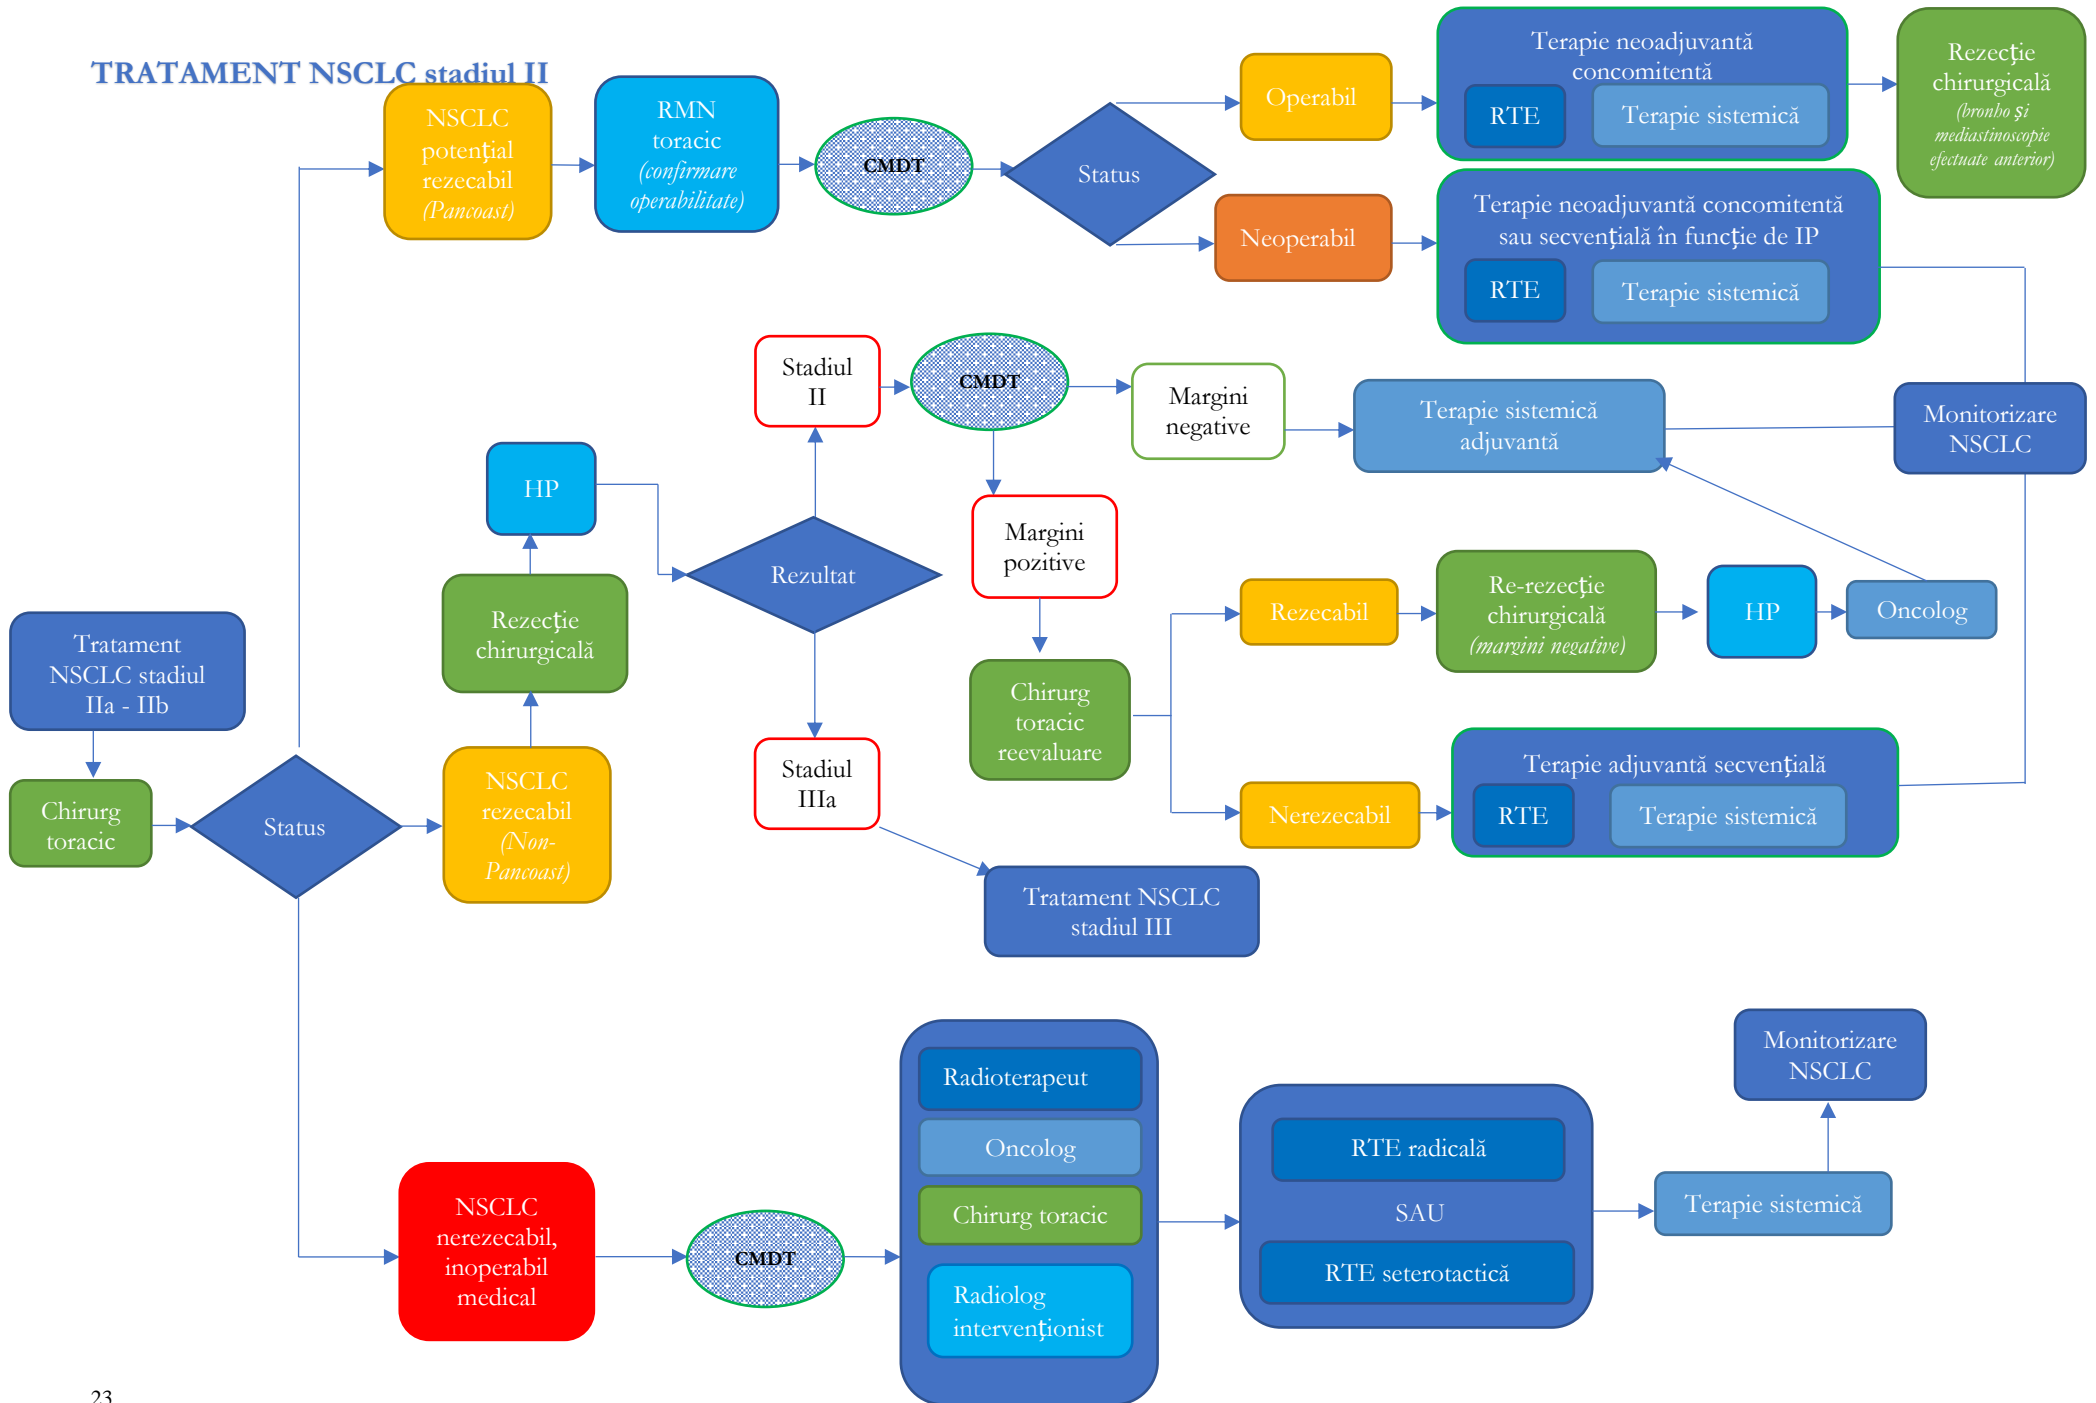 TRATAMENT NSCLC stadiul II
NSCLC
potențial
rezecabil
(Pancoast)
RMN
toracic
(confirmare
operabilitate)
CMDT
Status
Operabil
Terapie neoadjuvantă
concomitentă
RTE
Terapie sistemică
Rezecție
chirurgicală
(bronho și
mediastinoscopie
efectuate anterior)
Neoperabil
Terapie neoadjuvantă concomitentă
sau secvențială în funcție de IP
RTE
Terapie sistemică
Stadiul
II
CMDT
Margini
negative
Terapie sistemică
adjuvantă
Monitorizare
NSCLC
HP
Rezultat
Margini
pozitive
Rezecție
chirurgicală
Rezecabil
Re-rezecție
chirurgicală
(margini negative)
HP
Oncolog
Tratament
NSCLC stadiul
IIa - IIb
Chirurg
toracic
reevaluare
Chirurg
toracic
Status
NSCLC
rezecabil
(Non-
Pancoast)
Stadiul
IIIa
Nerezecabil
Terapie adjuvantă secvențială
RTE
Terapie sistemică
Tratament NSCLC
stadiul III
NSCLC
nerezecabil,
inoperabil
medical
CMDT
Radioterapeut
Oncolog
Chirurg toracic
Radiolog
intervenționist
RTE radicală
SAU
RTE seterotactică
Terapie sistemică
Monitorizare
NSCLC
23